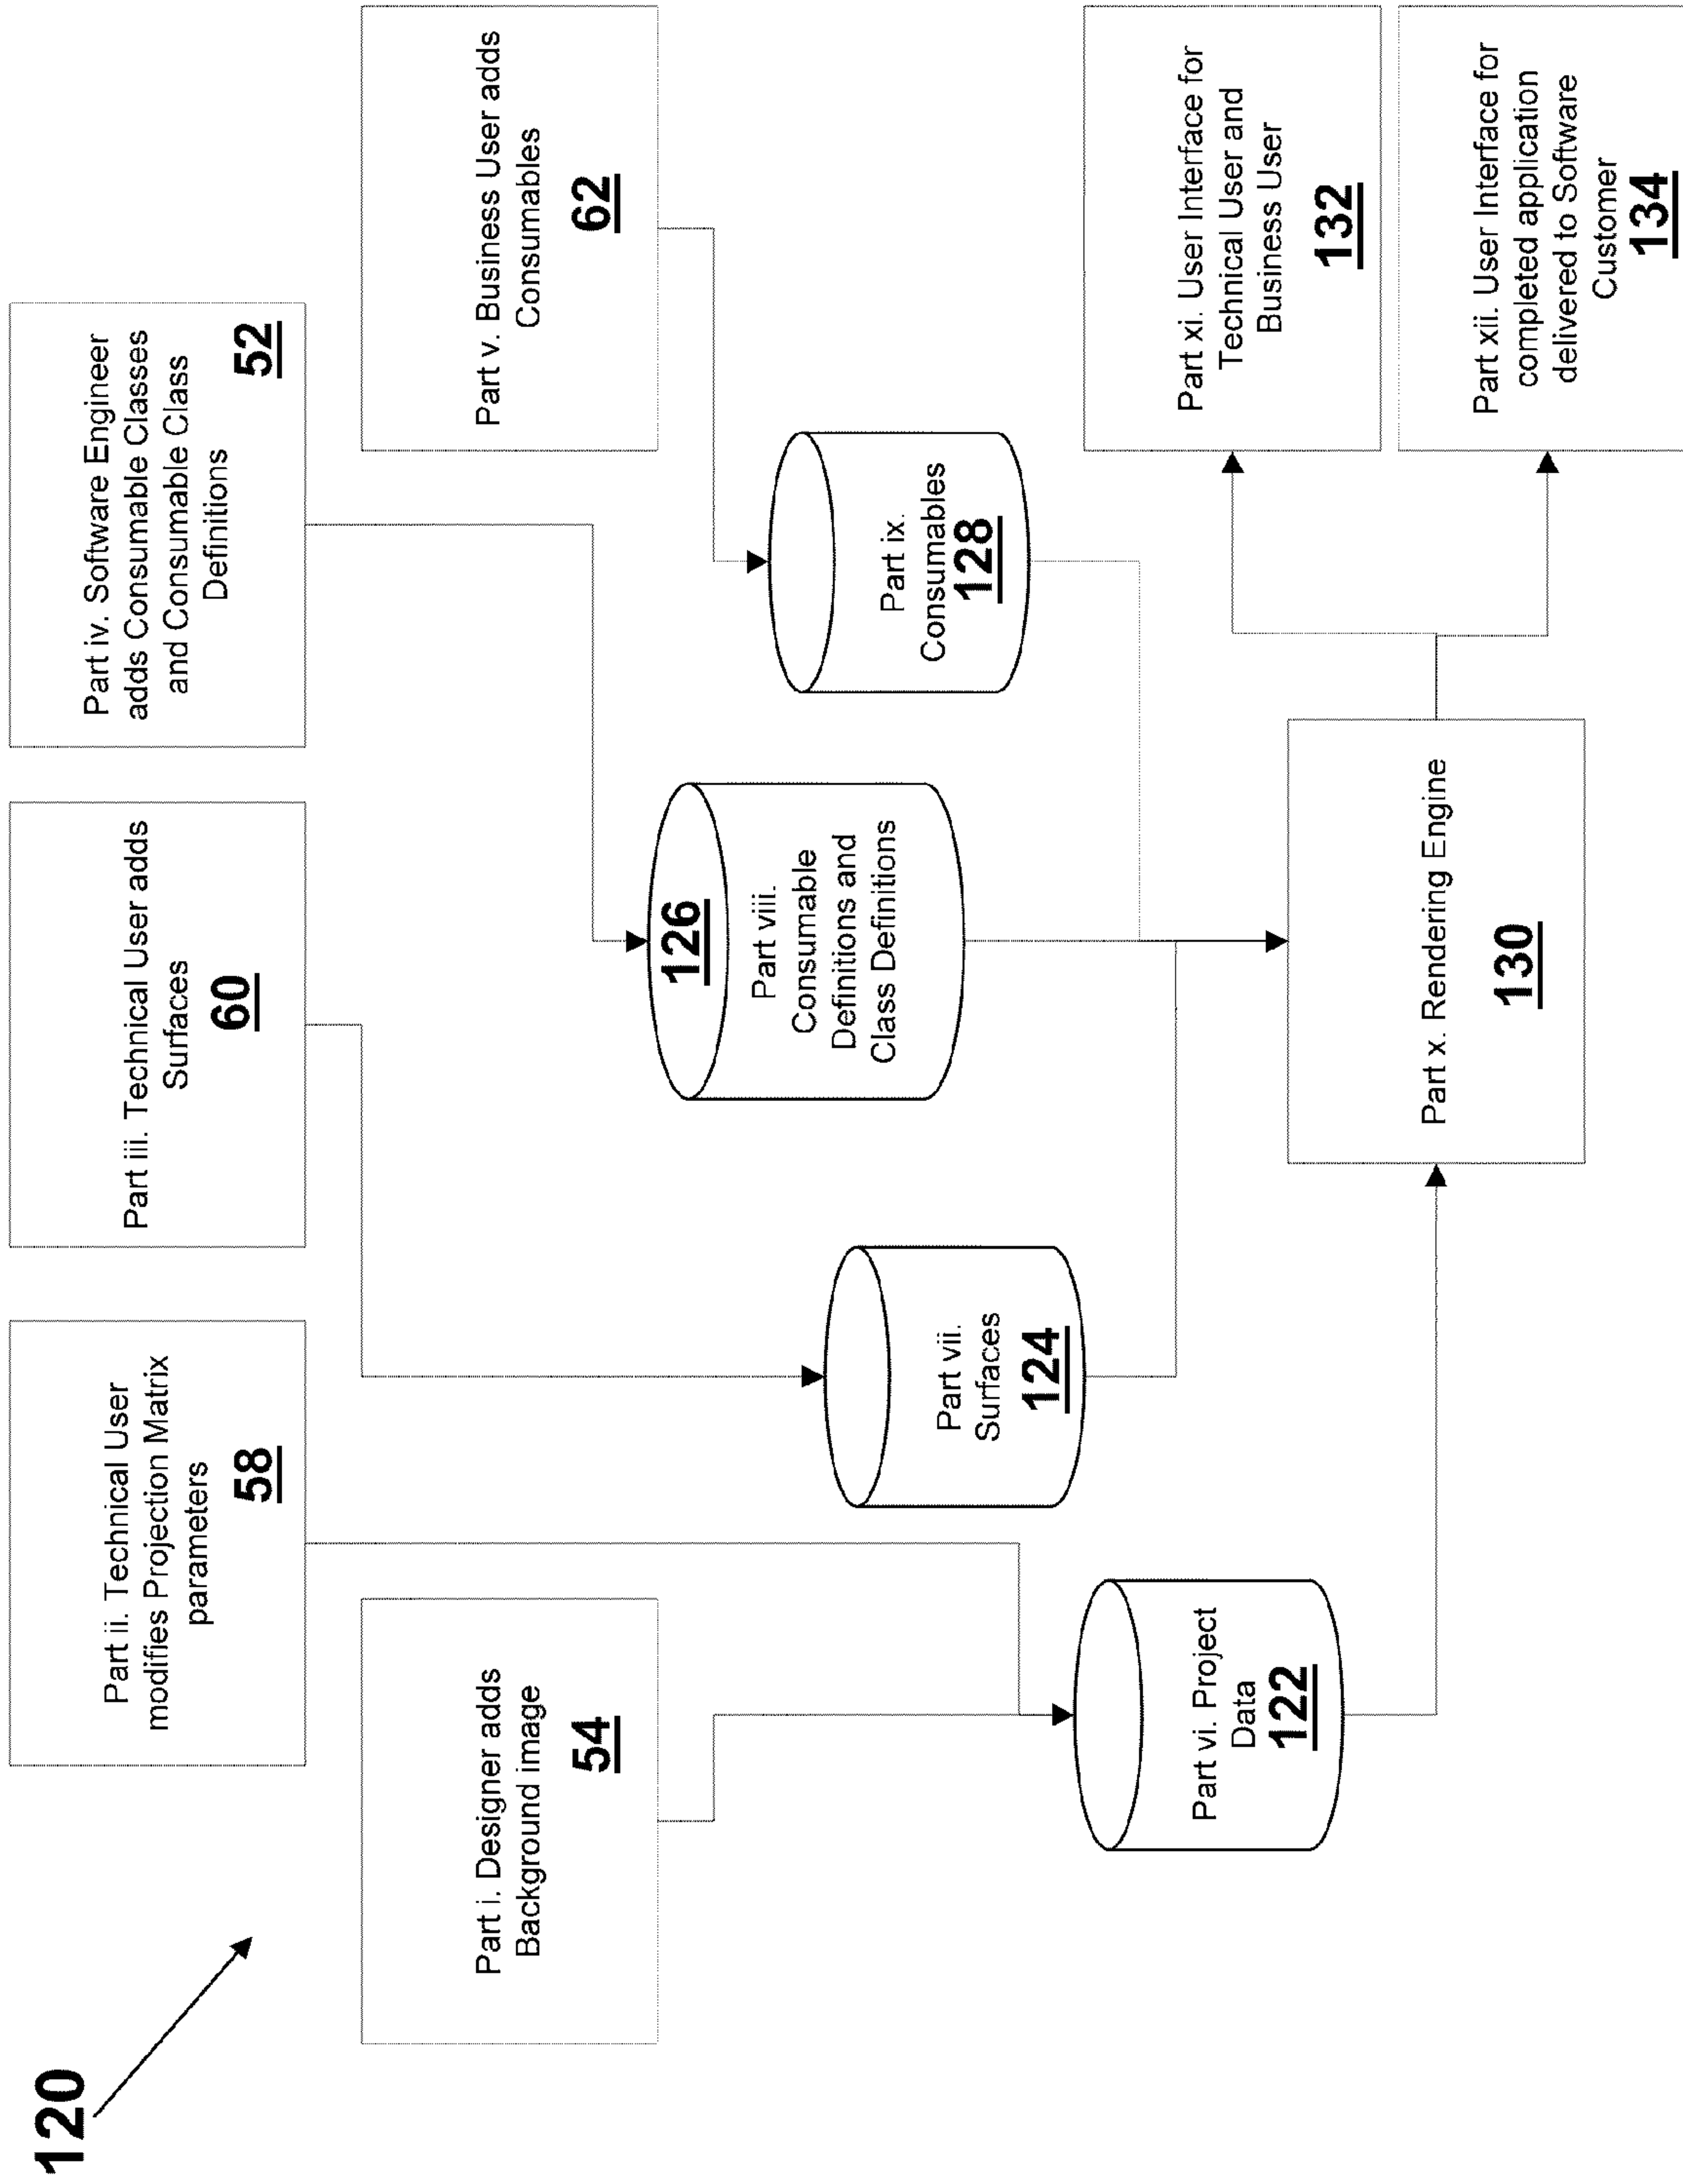 120
Part ii. Technical User
modifies Projection Matrix
parameters
58
Part iii. Technical User adds
Surfaces
60
Part iv. Software Engineer
adds Consumable Classes
and Consumable Class
Definitions
52
Part i. Designer adds
Background image
54
Part v. Business User adds
Consumables
62
126
Part viii.
Consumable
Definitions and
Class Definitions
Part ix.
Consumables
128
Part vii.
Surfaces
124
Part vi. Project
Data
122
Part x. Rendering Engine
130
Part xi. User Interface for
Technical User and
Business User
132
Part xii. User Interface for
completed application
delivered to Software
Customer
134